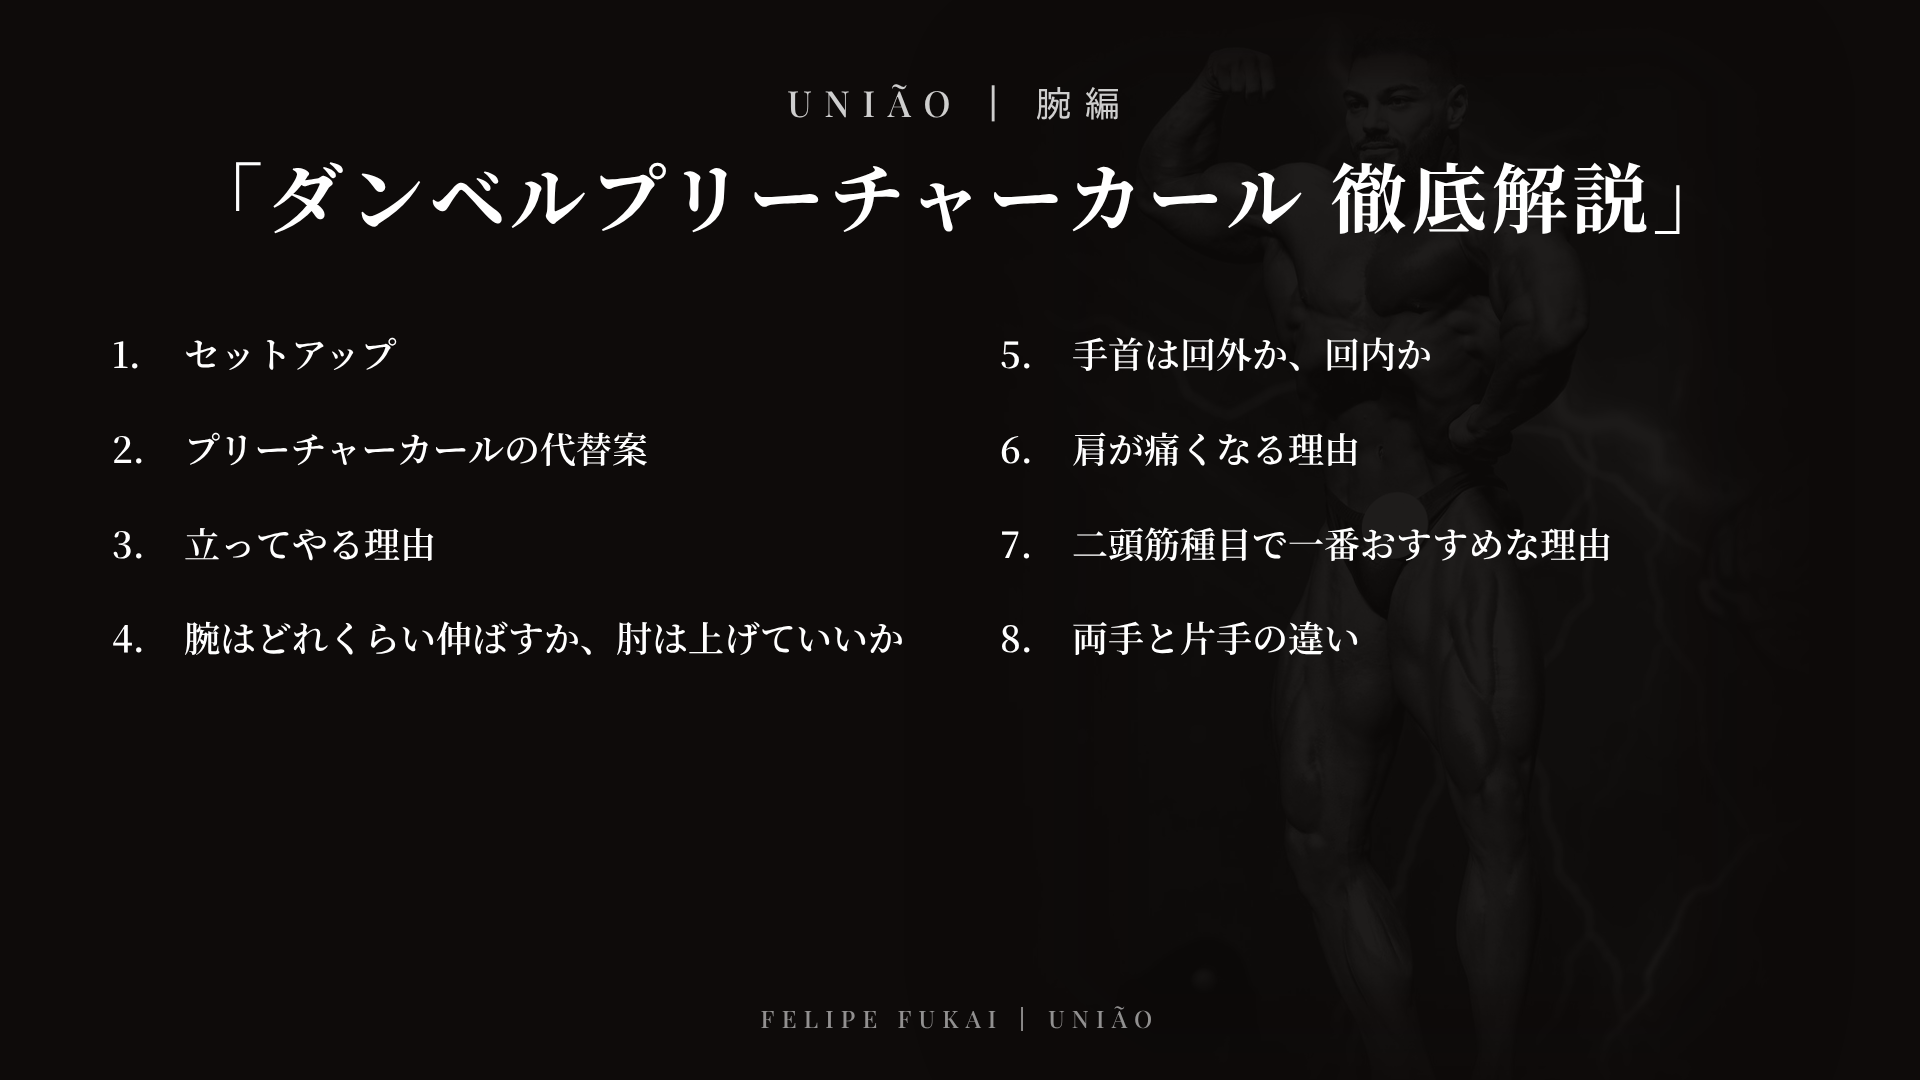 UNIÃO | 腕編
「ダンベルプリーチャーカール 徹底解説」
1. セットアップ
2. プリーチャーカールの代替案
3. 立ってやる理由
4. 腕はどれくらい伸ばすか、肘は上げていいか
5. 手首は回外か、回内か
6. 肩が痛くなる理由
7. 二頭筋種目で一番おすすめな理由
8. 両手と片手の違い
FELIPE FUKAI | UNIÃO